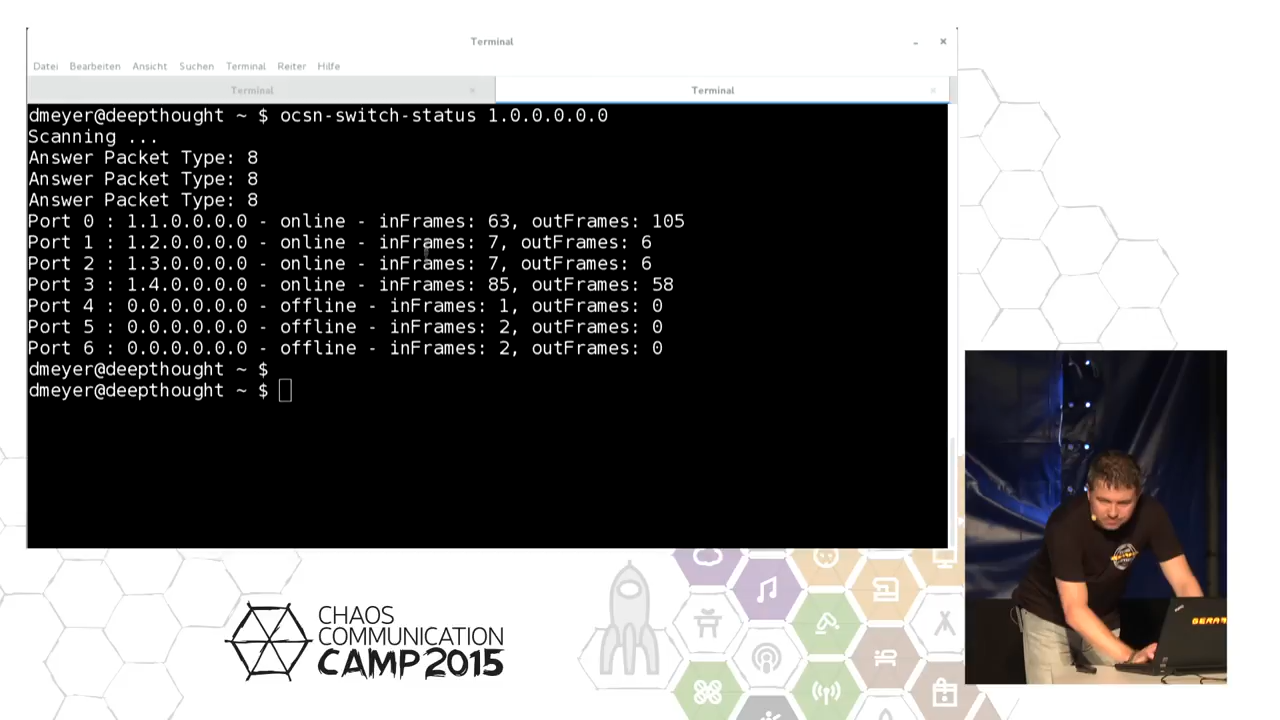 Terminal
Datei Bearbeiten Ansicht Suchen Terminal Reiter Hilfe
Terminal Terminal
dmeyer@deepthought ~ $ ocsn-switch-status 1.0.0.0.0.0
Scanning ...
Answer Packet Type: 8
Answer Packet Type: 8
Answer Packet Type: 8
Port 0 : 1.1.0.0.0.0 - online - inFrames: 63, outFrames: 105
Port 1 : 1.2.0.0.0.0 - online - inFrames: 7, outFrames: 6
Port 2 : 1.3.0.0.0.0 - online - inFrames: 7, outFrames: 6
Port 3 : 1.4.0.0.0.0 - online - inFrames: 85, outFrames: 58
Port 4 : 0.0.0.0.0.0 - offline - inFrames: 1, outFrames: 0
Port 5 : 0.0.0.0.0.0 - offline - inFrames: 2, outFrames: 0
Port 6 : 0.0.0.0.0.0 - offline - inFrames: 2, outFrames: 0
dmeyer@deepthought ~ $
dmeyer@deepthought ~ $
CHAOS
COMMUNICATION
CAMP 2015